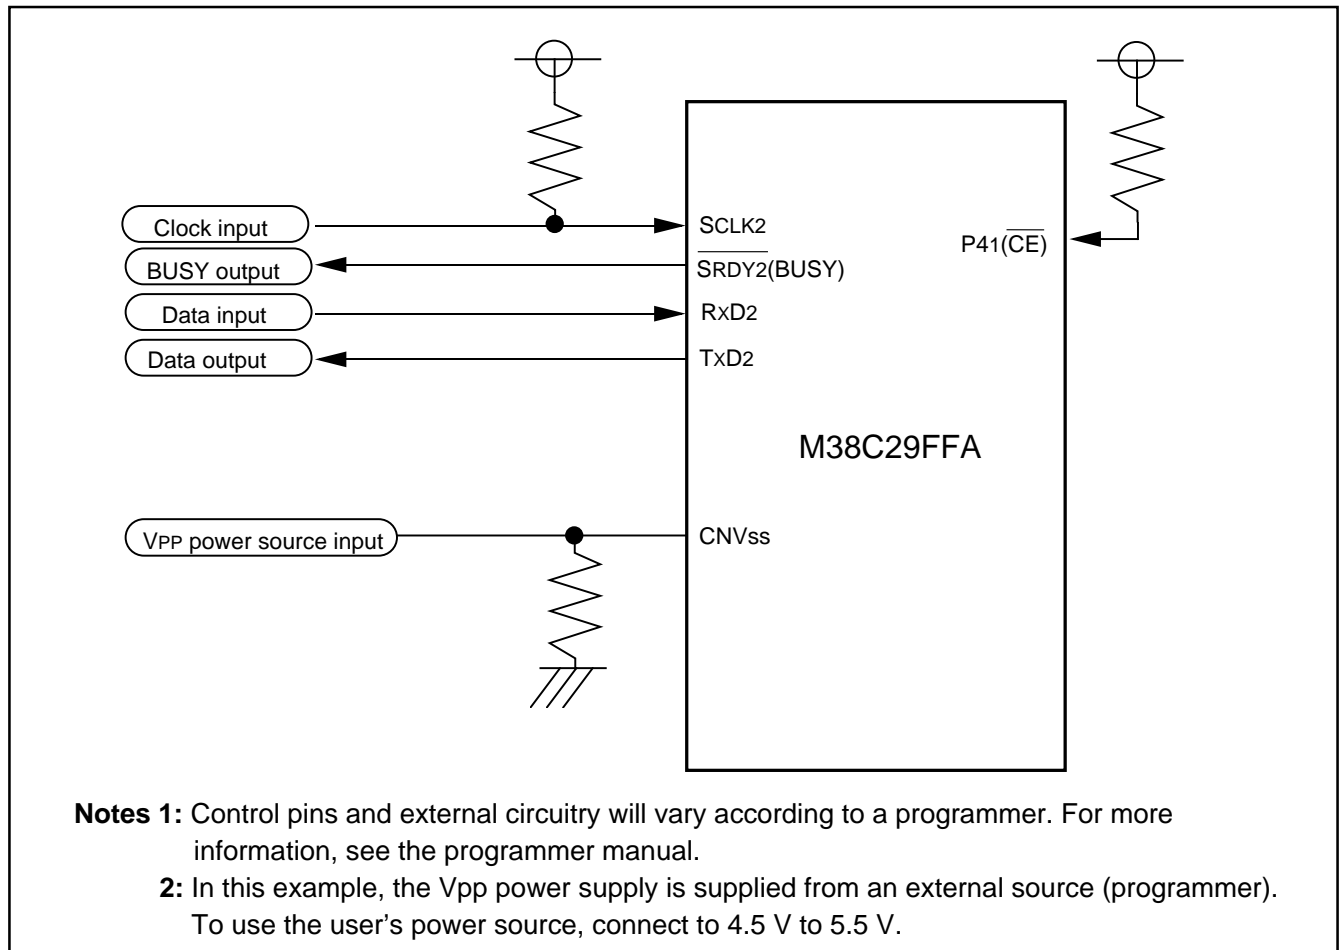 Clock input
BUSY output
Data input
Data output
VPP power source input
SCLK2
SRDY2(BUSY)
RxD2
TxD2
CNVss
P41(CE)
M38C29FFA
Notes 1: Control pins and external circuitry will vary according to a programmer. For more
information, see the programmer manual.
2: In this example, the Vpp power supply is supplied from an external source (programmer).
To use the user's power source, connect to 4.5 V to 5.5 V.